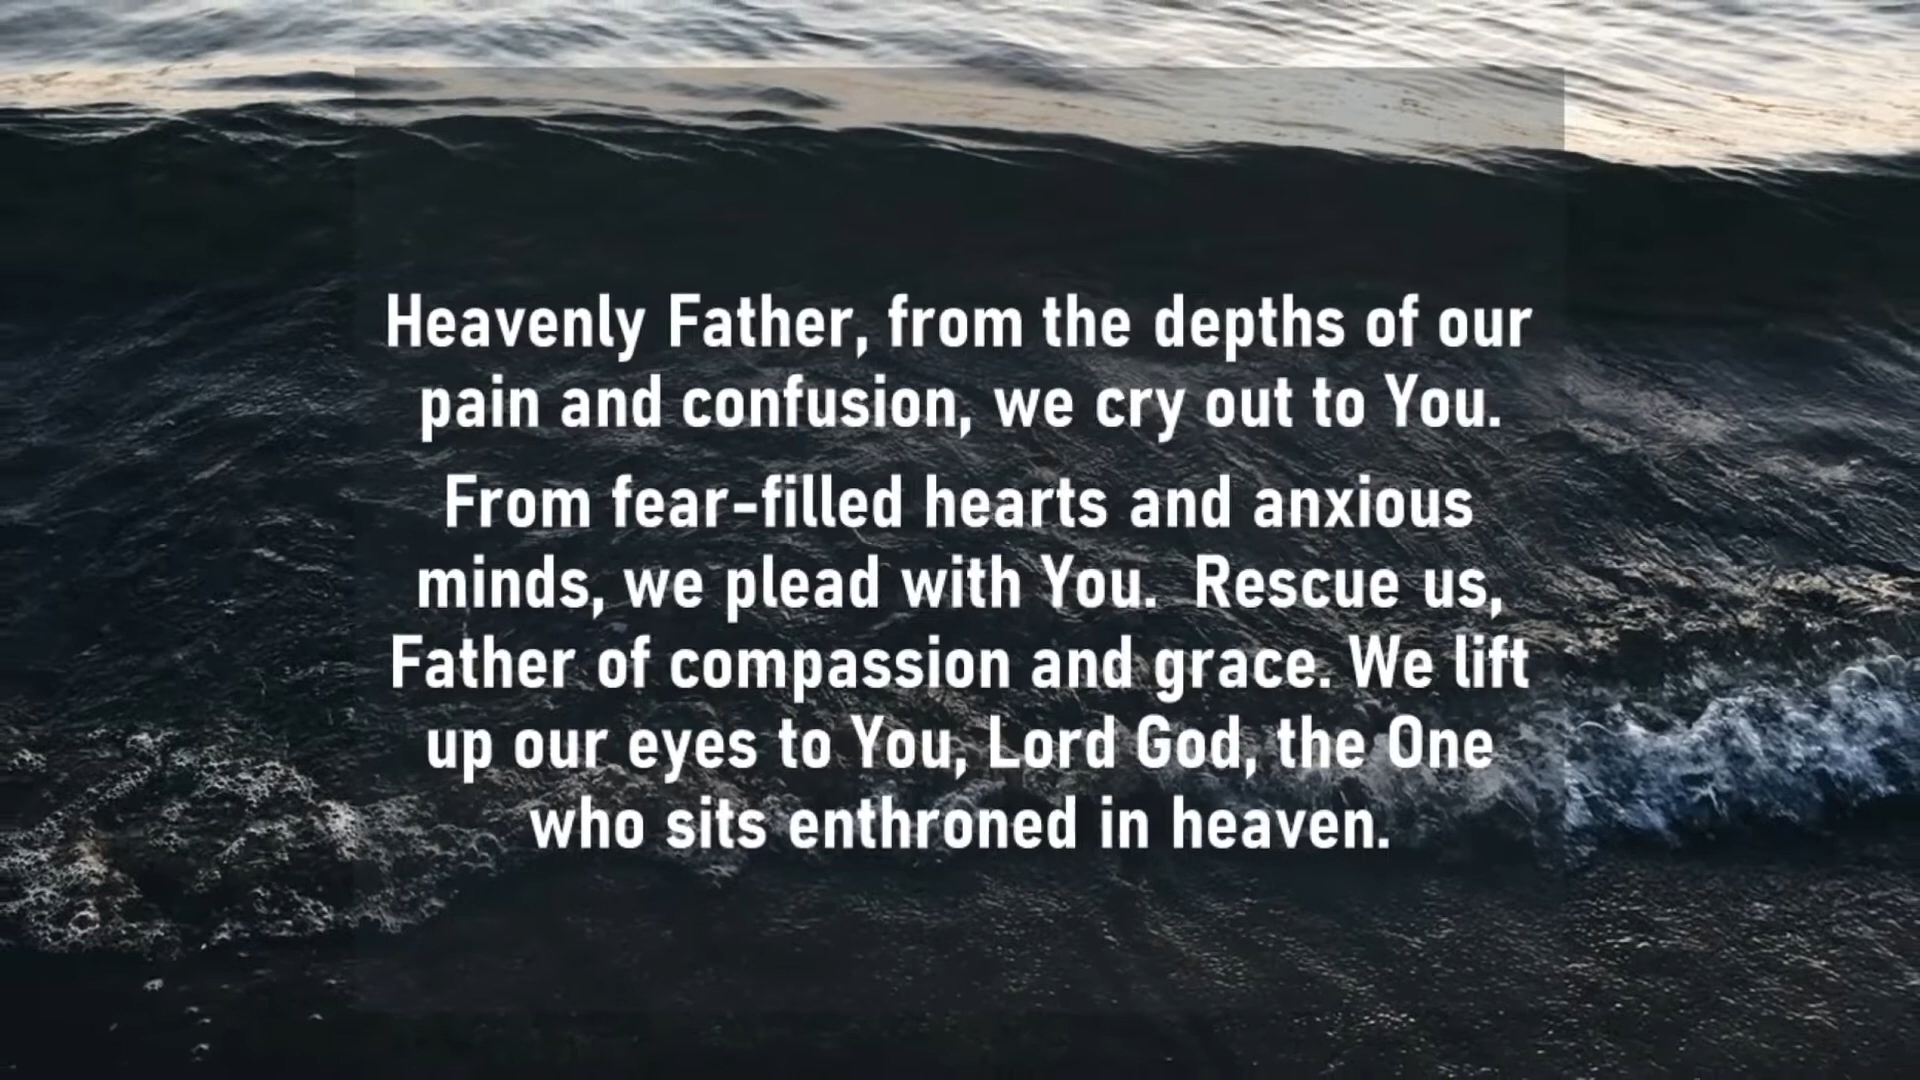 Heavenly Father, from the depths of our
pain and confusion, we cry out to You.
From fear-filled hearts and anxious
minds, we plead with You.  Rescue us,
Father of compassion and grace. We lift
up our eyes to You, Lord God, the One
who sits enthroned in heaven.